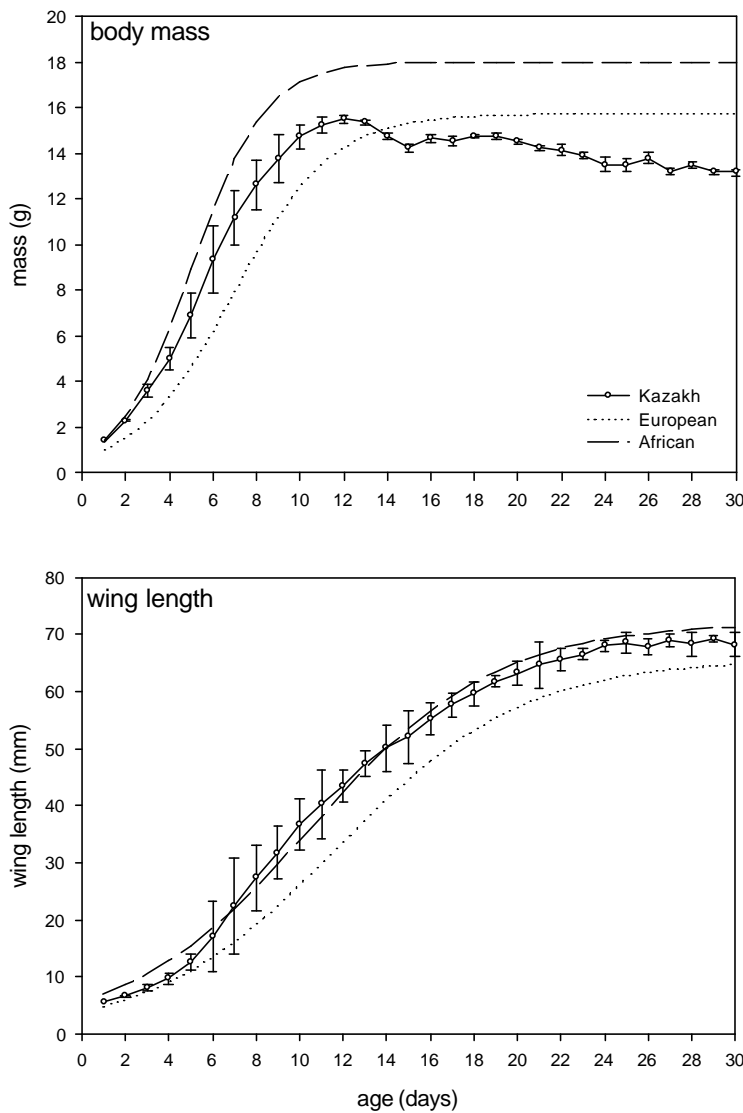 body mass
mass (g)
20
18
16
14
12
10
8
6
4
2
0
Kazakh
European
African
0 2 4 6 8 10 12 14 16 18 20 22 24 26 28 30
wing length
wing length (mm)
80
70
60
50
40
30
20
10
0
0 2 4 6 8 10 12 14 16 18 20 22 24 26 28 30
age (days)